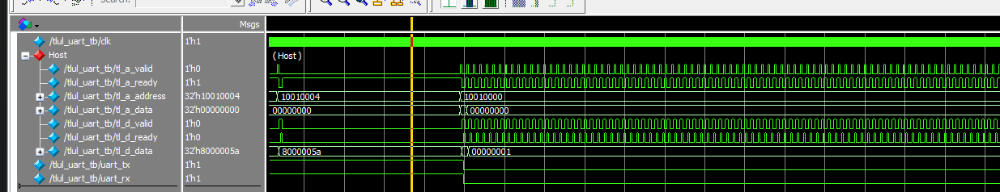 Search:
Msgs
/tlul_uart_tb/clk 1'h1
Host (Host)
/tlul_uart_tb/tl_a_valid 1'h0
/tlul_uart_tb/tl_a_ready 1'h1
/tlul_uart_tb/tl_a_address 32'h10010004 10010004 10010000
/tlul_uart_tb/tl_a_data 32'h00000000 00000000 00000000
/tlul_uart_tb/tl_d_valid 1'h0
/tlul_uart_tb/tl_d_ready 1'h0
/tlul_uart_tb/tl_d_data 32'h8000005a 8000005a 00000001
/tlul_uart_tb/uart_tx 1'h1
/tlul_uart_tb/uart_rx 1'h1